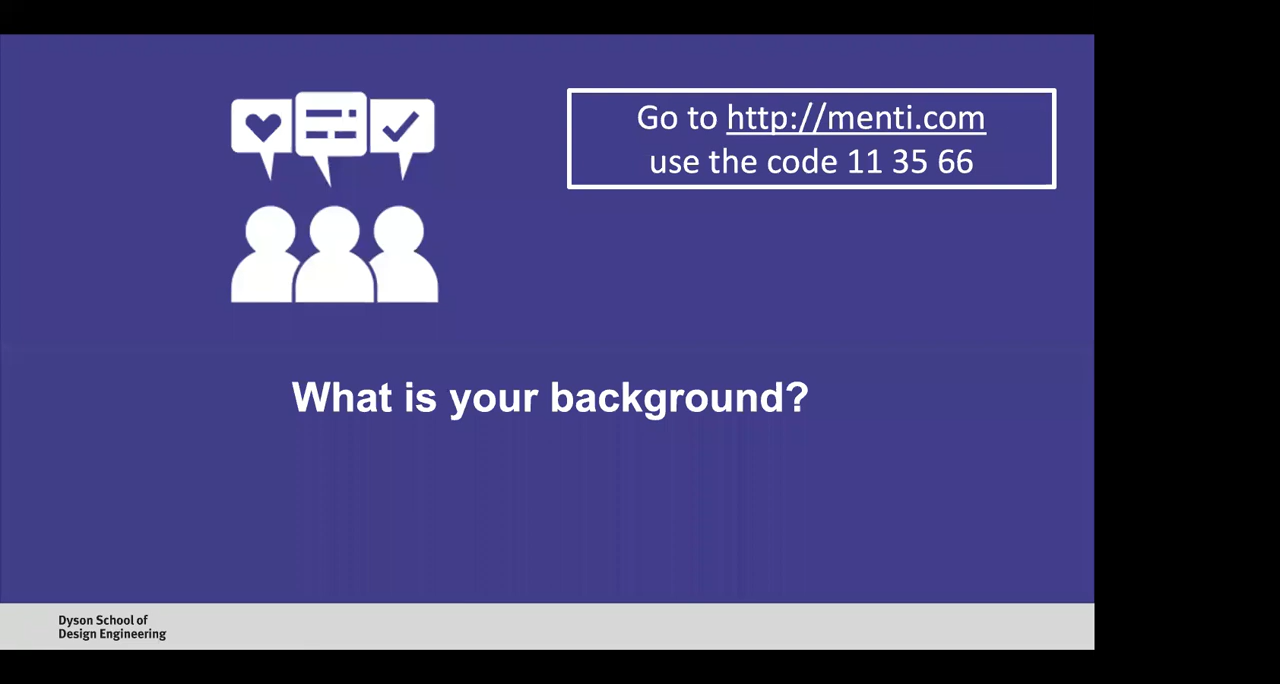 Go to http://menti.com
use the code 11 35 66
What is your background?
Dyson School of
Design Engineering